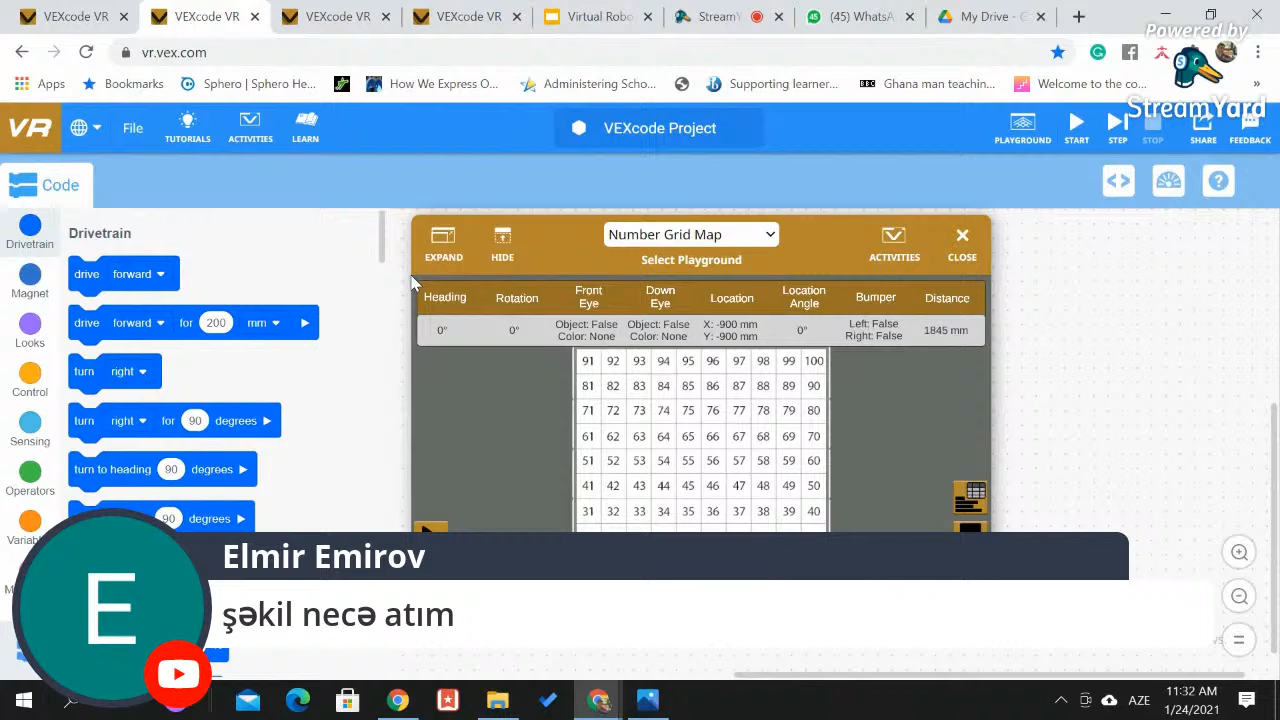 VEXcode VR
VEXcode VR
VEXcode VR
VEXcode VR
Virtual Robo
StreamY
(45) WhatsA
My Drive -
vr.vex.com
Powered by
StreamYard
Apps
Bookmarks
Sphero | Sphero He...
How We Express O...
Administering Scho...
Supporting learner...
BBC
Ghana man teachin...
Welcome to the co...
VR
File
TUTORIALS
ACTIVITIES
LEARN
VEXcode Project
PLAYGROUND
START
STEP
STOP
SHARE
FEEDBACK
Code
Drivetrain
Magnet
Looks
Control
Sensing
Operators
Variab
Drivetrain
drive forward
drive forward for 200 mm
turn right
turn right for 90 degrees
turn to heading 90 degrees
90 degrees
EXPAND
HIDE
Number Grid Map
Select Playground
ACTIVITIES
CLOSE
Heading Rotation Front Eye Down Eye Location Location Angle Bumper Distance
0° 0° Object: False Object: False X: -900 mm 0° Left: False 1845 mm
Color: None Color: None Y: -900 mm Right: False
91 92 93 94 95 96 97 98 99 100
81 82 83 84 85 86 87 88 89 90
71 72 73 74 75 76 77 78 79 80
61 62 63 64 65 66 67 68 69 70
51 52 53 54 55 56 57 58 59 60
41 42 43 44 45 46 47 48 49 50
31 32 33 34 35 36 37 38 39 40
E
Elmir Emirov
şəkil necə atım
AZE
11:32 AM
1/24/2021